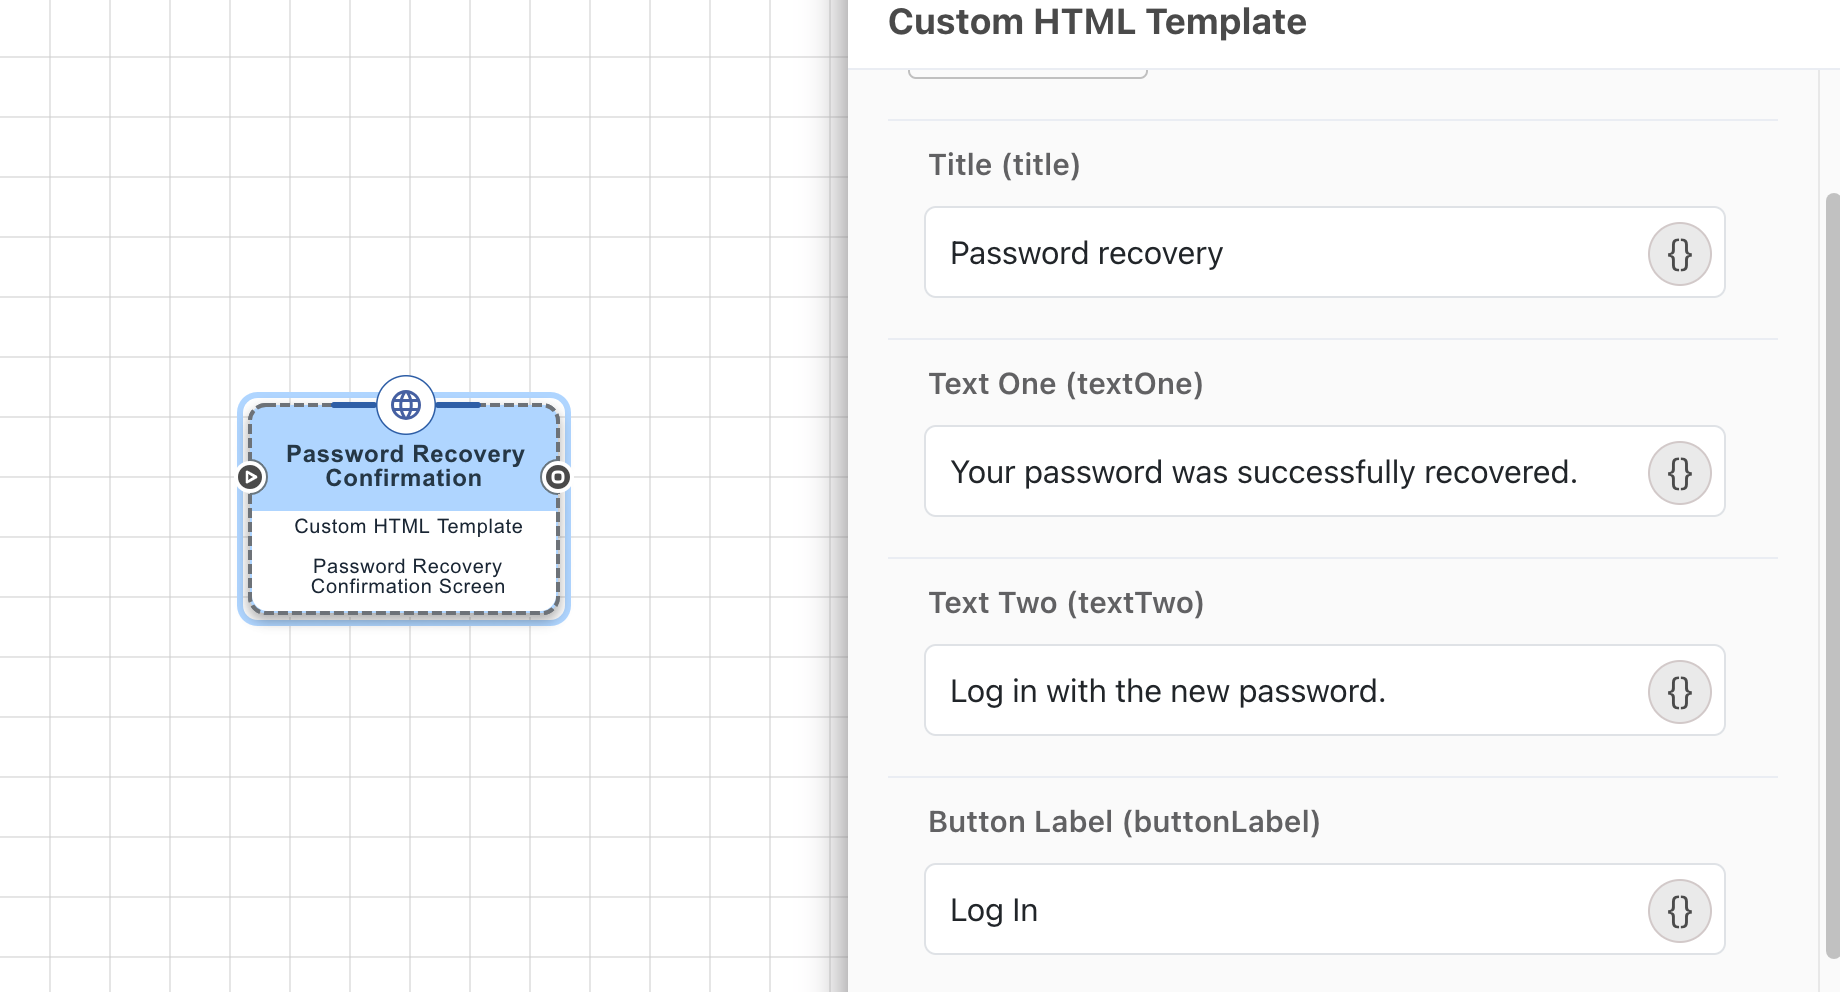 Custom HTML Template
Title (title)
Password recovery
{}
Text One (textOne)
Your password was successfully recovered.
{}
Text Two (textTwo)
Log in with the new password.
{}
Button Label (buttonLabel)
Log In
{}
Password Recovery
Confirmation
Custom HTML Template
Password Recovery
Confirmation Screen